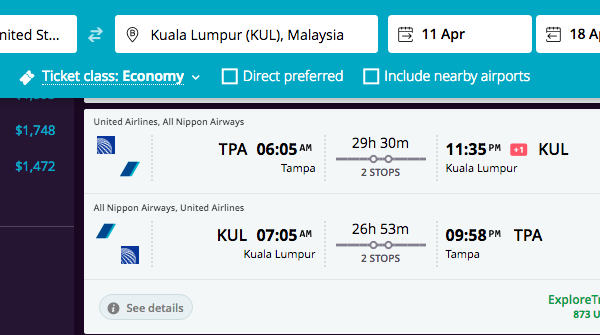 nited St...
Kuala Lumpur (KUL), Malaysia
11 Apr
18 Ap
Ticket class: Economy
Direct preferred
Include nearby airports
$1,748
$1,472
United Airlines, All Nippon Airways
TPA 06:05 AM
Tampa
29h 30m
2 STOPS
11:35 PM +1 KUL
Kuala Lumpur
All Nippon Airways, United Airlines
KUL 07:05 AM
Kuala Lumpur
26h 53m
2 STOPS
09:58 PM TPA
Tampa
See details
ExploreTr
873 U